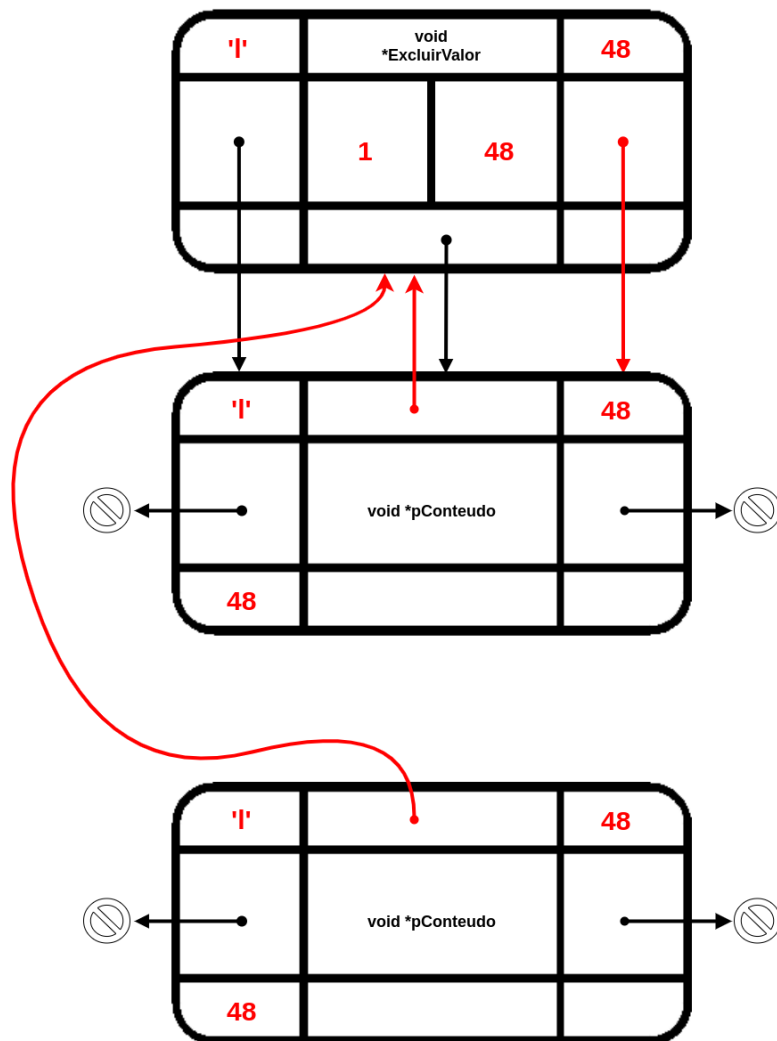 'l'
void
*ExcluirValor
48
1
48
'l'
48
void *pConteudo
48
'l'
48
void *pConteudo
48